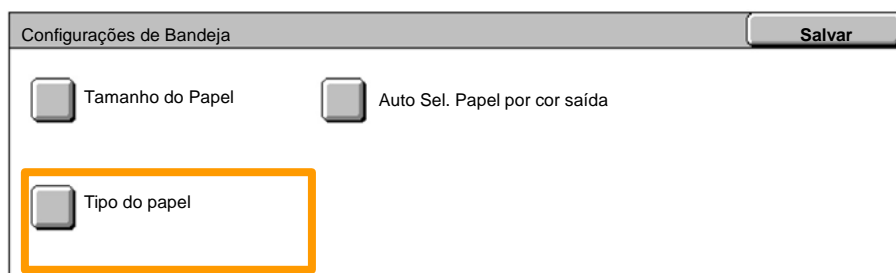 Configurações de Bandeja
Salvar
Tamanho do Papel
Auto Sel. Papel por cor saída
Tipo do papel